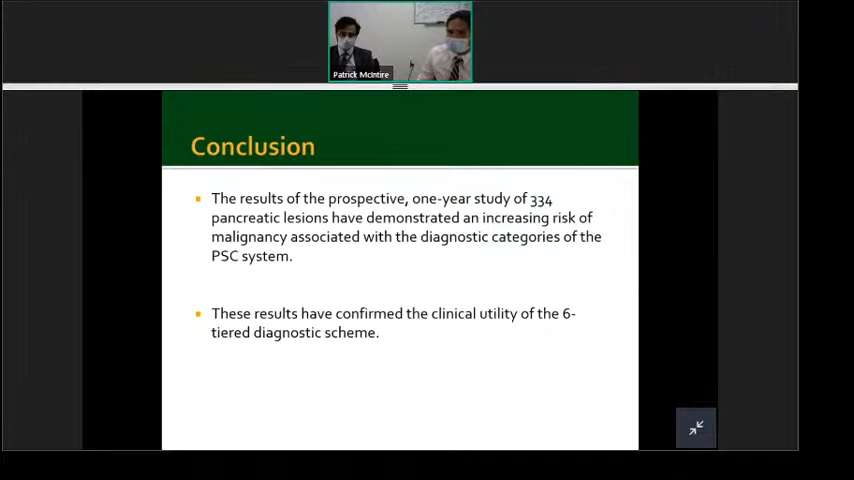 Patrick McIntire
Conclusion
The results of the prospective, one-year study of 334
pancreatic lesions have demonstrated an increasing risk of
malignancy associated with the diagnostic categories of the
PSC system.
These results have confirmed the clinical utility of the 6-
tiered diagnostic scheme.